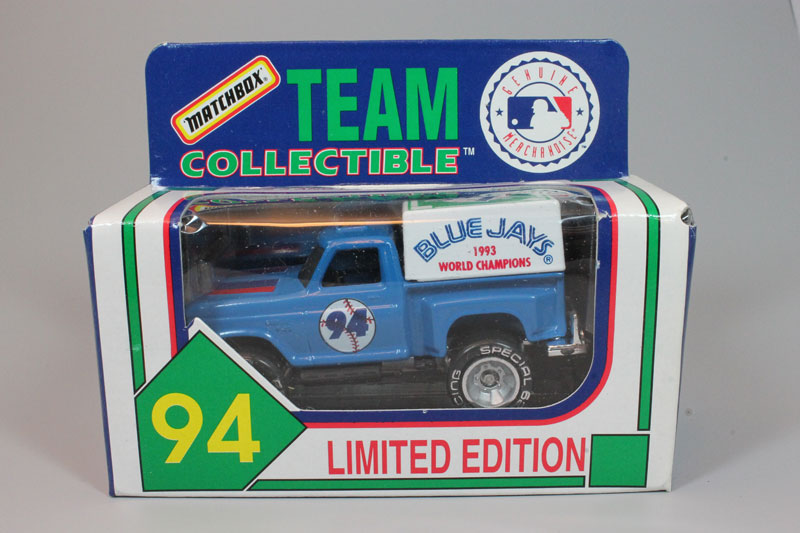 MATCHBOX
TEAM
COLLECTIBLE™
GENUINE
MERCHANDISE
BLUE JAYS®
1993
WORLD CHAMPIONS
94
SPECIAL
94
LIMITED EDITION